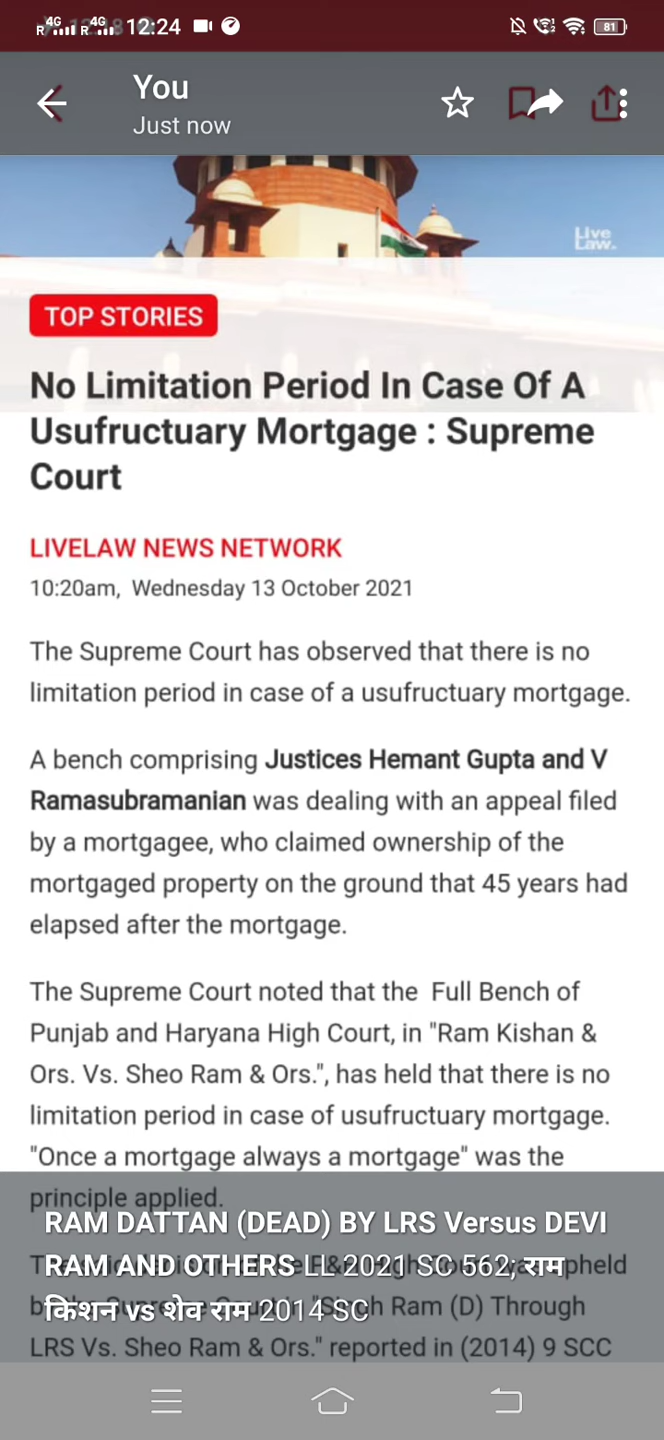 R 4G R 4G 12:24 81
You
Just now
Live
Law.
TOP STORIES
No Limitation Period In Case Of A
Usufructuary Mortgage : Supreme
Court
LIVELAW NEWS NETWORK
10:20am, Wednesday 13 October 2021
The Supreme Court has observed that there is no
limitation period in case of a usufructuary mortgage.
A bench comprising Justices Hemant Gupta and V
Ramasubramanian was dealing with an appeal filed
by a mortgagee, who claimed ownership of the
mortgaged property on the ground that 45 years had
elapsed after the mortgage.
The Supreme Court noted that the Full Bench of
Punjab and Haryana High Court, in "Ram Kishan &
Ors. Vs. Sheo Ram & Ors.", has held that there is no
limitation period in case of usufructuary mortgage.
"Once a mortgage always a mortgage" was the
principle applied.
RAM DATTAN (DEAD) BY LRS Versus DEVI
RAM AND OTHERS LL 2021 SC 562; राम
किशन vs शेव राम 2014 SC
LRS Vs. Sheo Ram & Ors." reported in (2014) 9 SCC